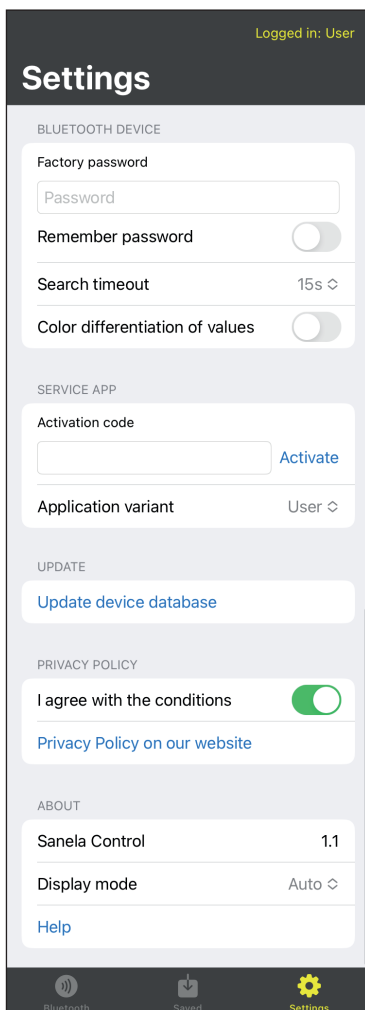 Logged in: User
Settings
BLUETOOTH DEVICE
Factory password
Password
Remember password
Search timeout 15s
Color differentiation of values
SERVICE APP
Activation code
Activate
Application variant User
UPDATE
Update device database
PRIVACY POLICY
I agree with the conditions
Privacy Policy on our website
ABOUT
Sanela Control 1.1
Display mode Auto
Help
Bluetooth Saved Settings